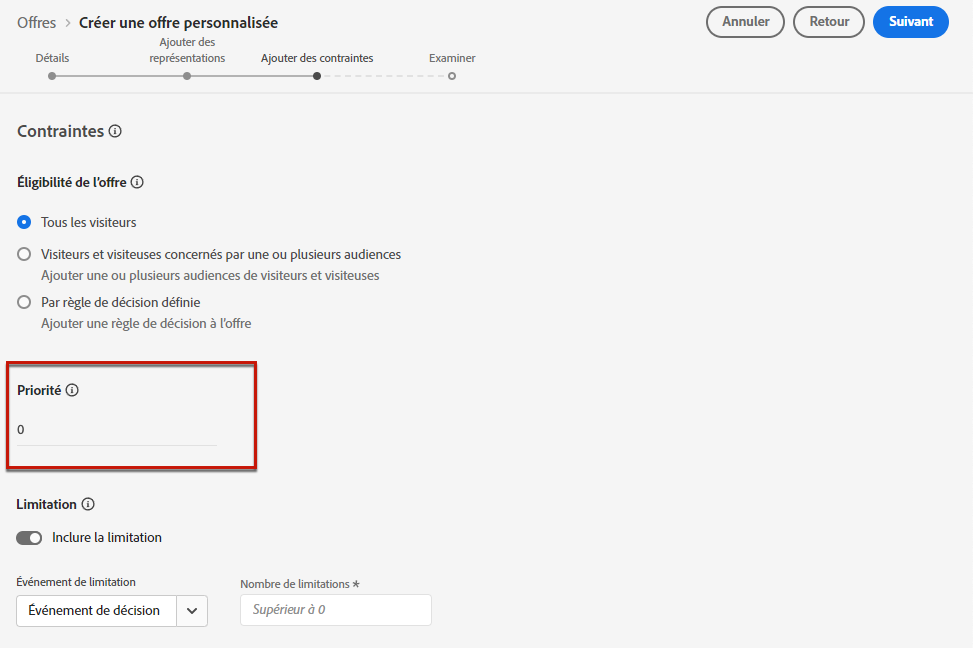 Offres > Créer une offre personnalisée
Annuler
Retour
Suivant
Détails
Ajouter des
représentations
Ajouter des contraintes
Examiner
Contraintes
Éligibilité de l'offre
Tous les visiteurs
Visiteurs et visiteuses concernés par une ou plusieurs audiences
Ajouter une ou plusieurs audiences de visiteurs et visiteuses
Par règle de décision définie
Ajouter une règle de décision à l'offre
Priorité
0
Limitation
Inclure la limitation
Événement de limitation
Nombre de limitations *
Événement de décision
Supérieur à 0